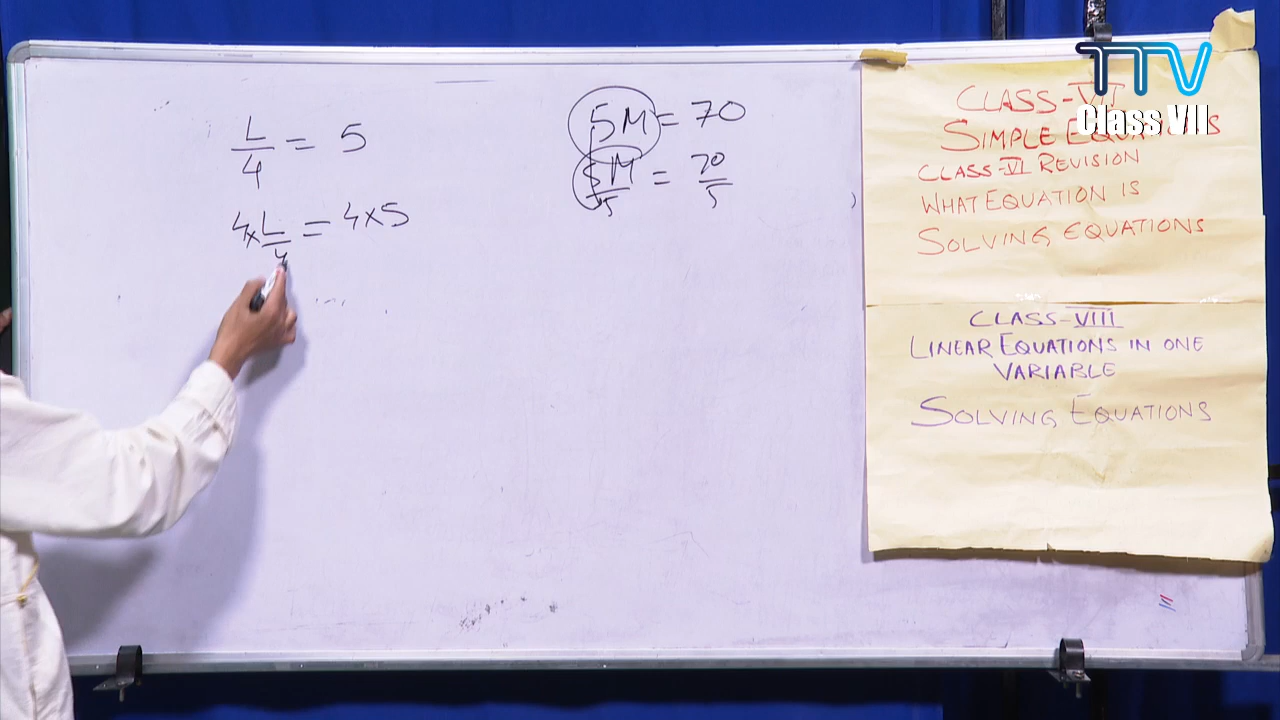 TTV
Class VII
L/4 = 5
4×L/4 = 4×5
5M = 70
5M/5 = 70/5
CLASS-VII
SIMPLE EQUATIONS
CLASS-VI REVISION
WHAT EQUATION IS
SOLVING EQUATIONS
CLASS-VIII
LINEAR EQUATIONS IN ONE
VARIABLE
SOLVING EQUATIONS